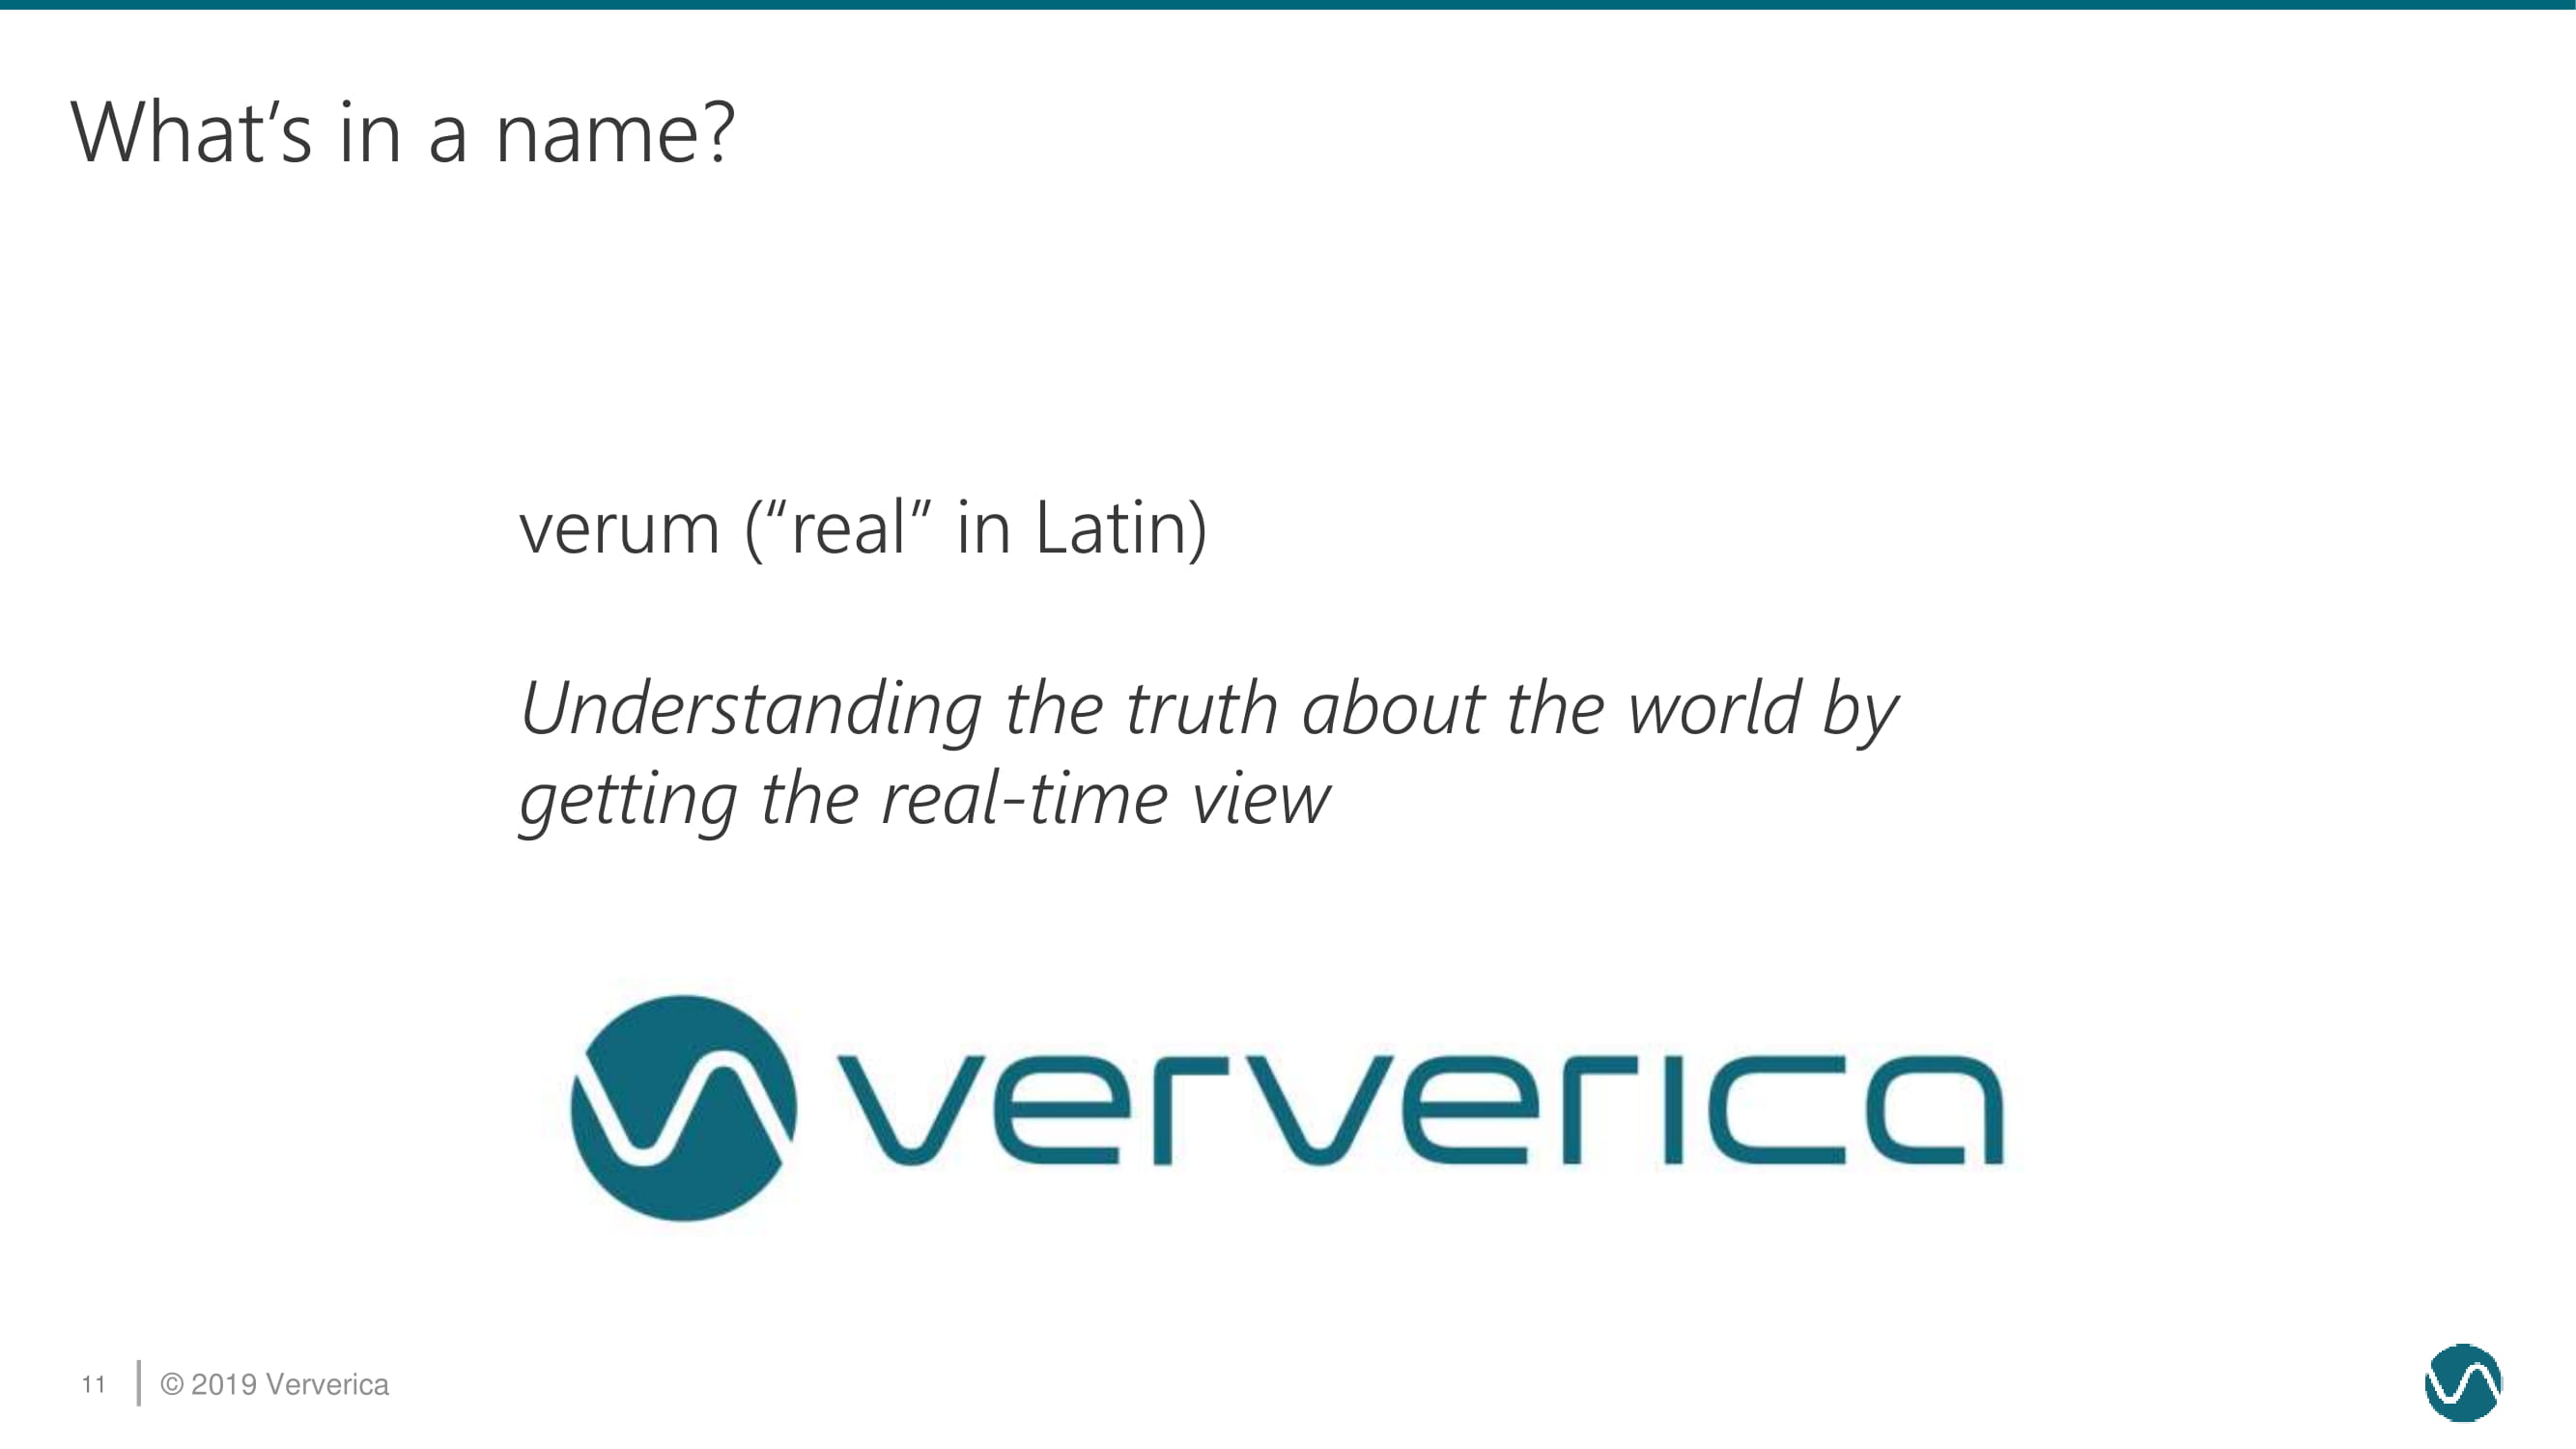 What’s in a name?
verum (“real” in Latin)
Understanding the truth about the world by
getting the real-time view
ververica
11
© 2019 Ververica